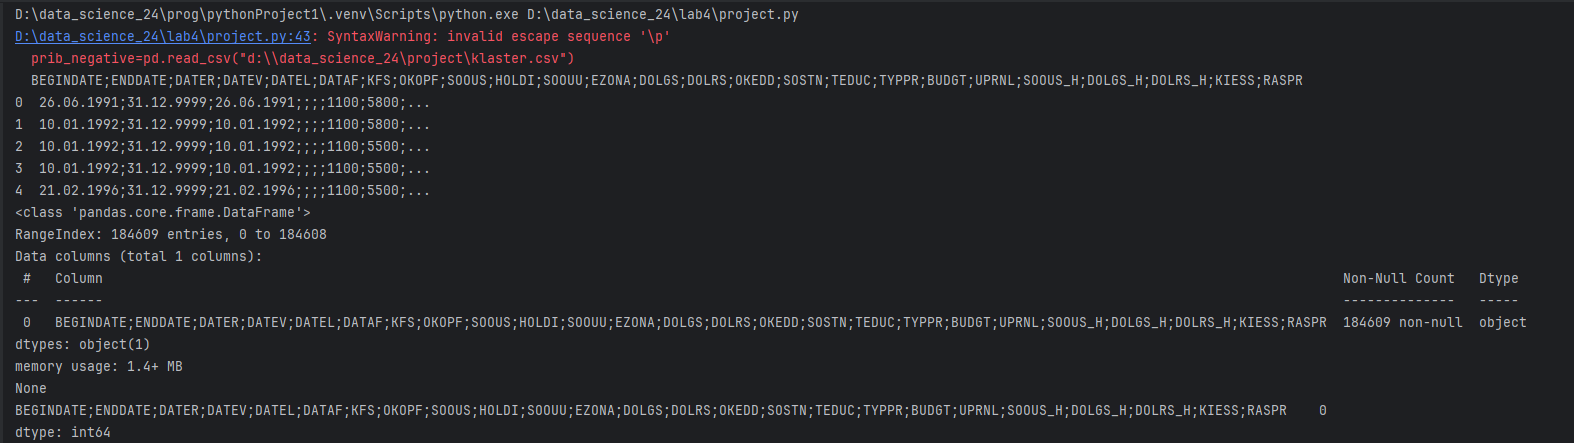 D:\data_science_24\prog\pythonProject1\.venv\Scripts\python.exe D:\data_science_24\lab4\project.py
D:\data_science_24\lab4\project.py:43: SyntaxWarning: invalid escape sequence '\p'
  prib_negative=pd.read_csv("d:\\data_science_24\project\klaster.csv")
  BEGINDATE;ENDDATE;DATER;DATEV;DATEL;DATAF;KFS;OKOPF;SOOUS;HOLDI;SOOUU;EZONA;DOLGS;DOLRS;OKEDD;SOSTN;TEDUC;TYPPR;BUDGT;UPRNL;SOOUS_H;DOLGS_H;DOLRS_H;KIESS;RASPR
0  26.06.1991;31.12.9999;26.06.1991;;;;1100;5800;...
1  10.01.1992;31.12.9999;10.01.1992;;;;1100;5800;...
2  10.01.1992;31.12.9999;10.01.1992;;;;1100;5500;...
3  10.01.1992;31.12.9999;10.01.1992;;;;1100;5500;...
4  21.02.1996;31.12.9999;21.02.1996;;;;1100;5500;...
<class 'pandas.core.frame.DataFrame'>
RangeIndex: 184609 entries, 0 to 184608
Data columns (total 1 columns):
 #   Column   Non-Null Count   Dtype
---  ------   --------------   -----
 0   BEGINDATE;ENDDATE;DATER;DATEV;DATEL;DATAF;KFS;OKOPF;SOOUS;HOLDI;SOOUU;EZONA;DOLGS;DOLRS;OKEDD;SOSTN;TEDUC;TYPPR;BUDGT;UPRNL;SOOUS_H;DOLGS_H;DOLRS_H;KIESS;RASPR  184609 non-null  object
dtypes: object(1)
memory usage: 1.4+ MB
None
BEGINDATE;ENDDATE;DATER;DATEV;DATEL;DATAF;KFS;OKOPF;SOOUS;HOLDI;SOOUU;EZONA;DOLGS;DOLRS;OKEDD;SOSTN;TEDUC;TYPPR;BUDGT;UPRNL;SOOUS_H;DOLGS_H;DOLRS_H;KIESS;RASPR    0
dtype: int64